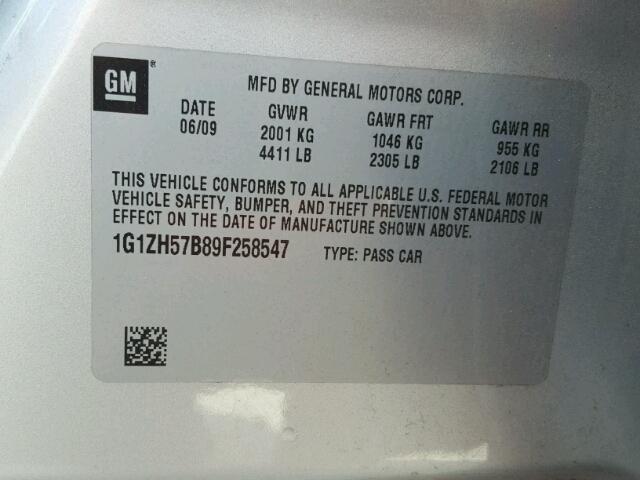 GM ®
MFD BY GENERAL MOTORS CORP.
DATE GVWR GAWR FRT GAWR RR
06/09 2001 KG 1046 KG 955 KG
4411 LB 2305 LB 2106 LB
THIS VEHICLE CONFORMS TO ALL APPLICABLE U.S. FEDERAL MOTOR
VEHICLE SAFETY, BUMPER, AND THEFT PREVENTION STANDARDS IN
EFFECT ON THE DATE OF MANUFACTURE SHOWN ABOVE.
1G1ZH57B89F258547 TYPE: PASS CAR